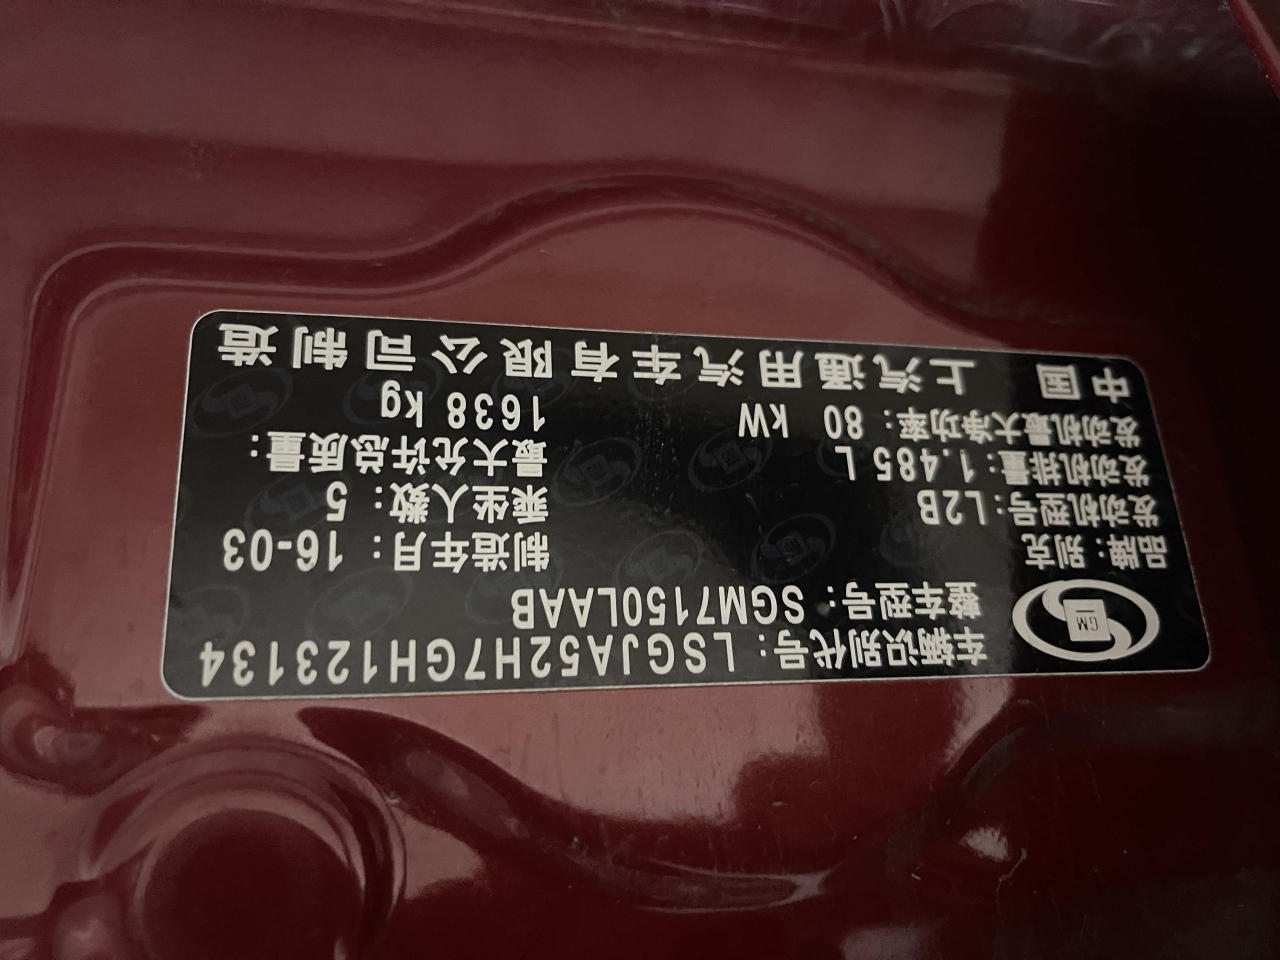 车辆识别代号：LSGJA52H7GH123134
整车型号：SGM7150LAAB
GM
品牌：别克
制造年月：16-03
发动机型号：L2B
乘坐人数：5
发动机排量：1.485 L
最大允许总质量：
发动机最大净功率：80 kW
1638 kg
中国 上汽通用汽车有限公司制造